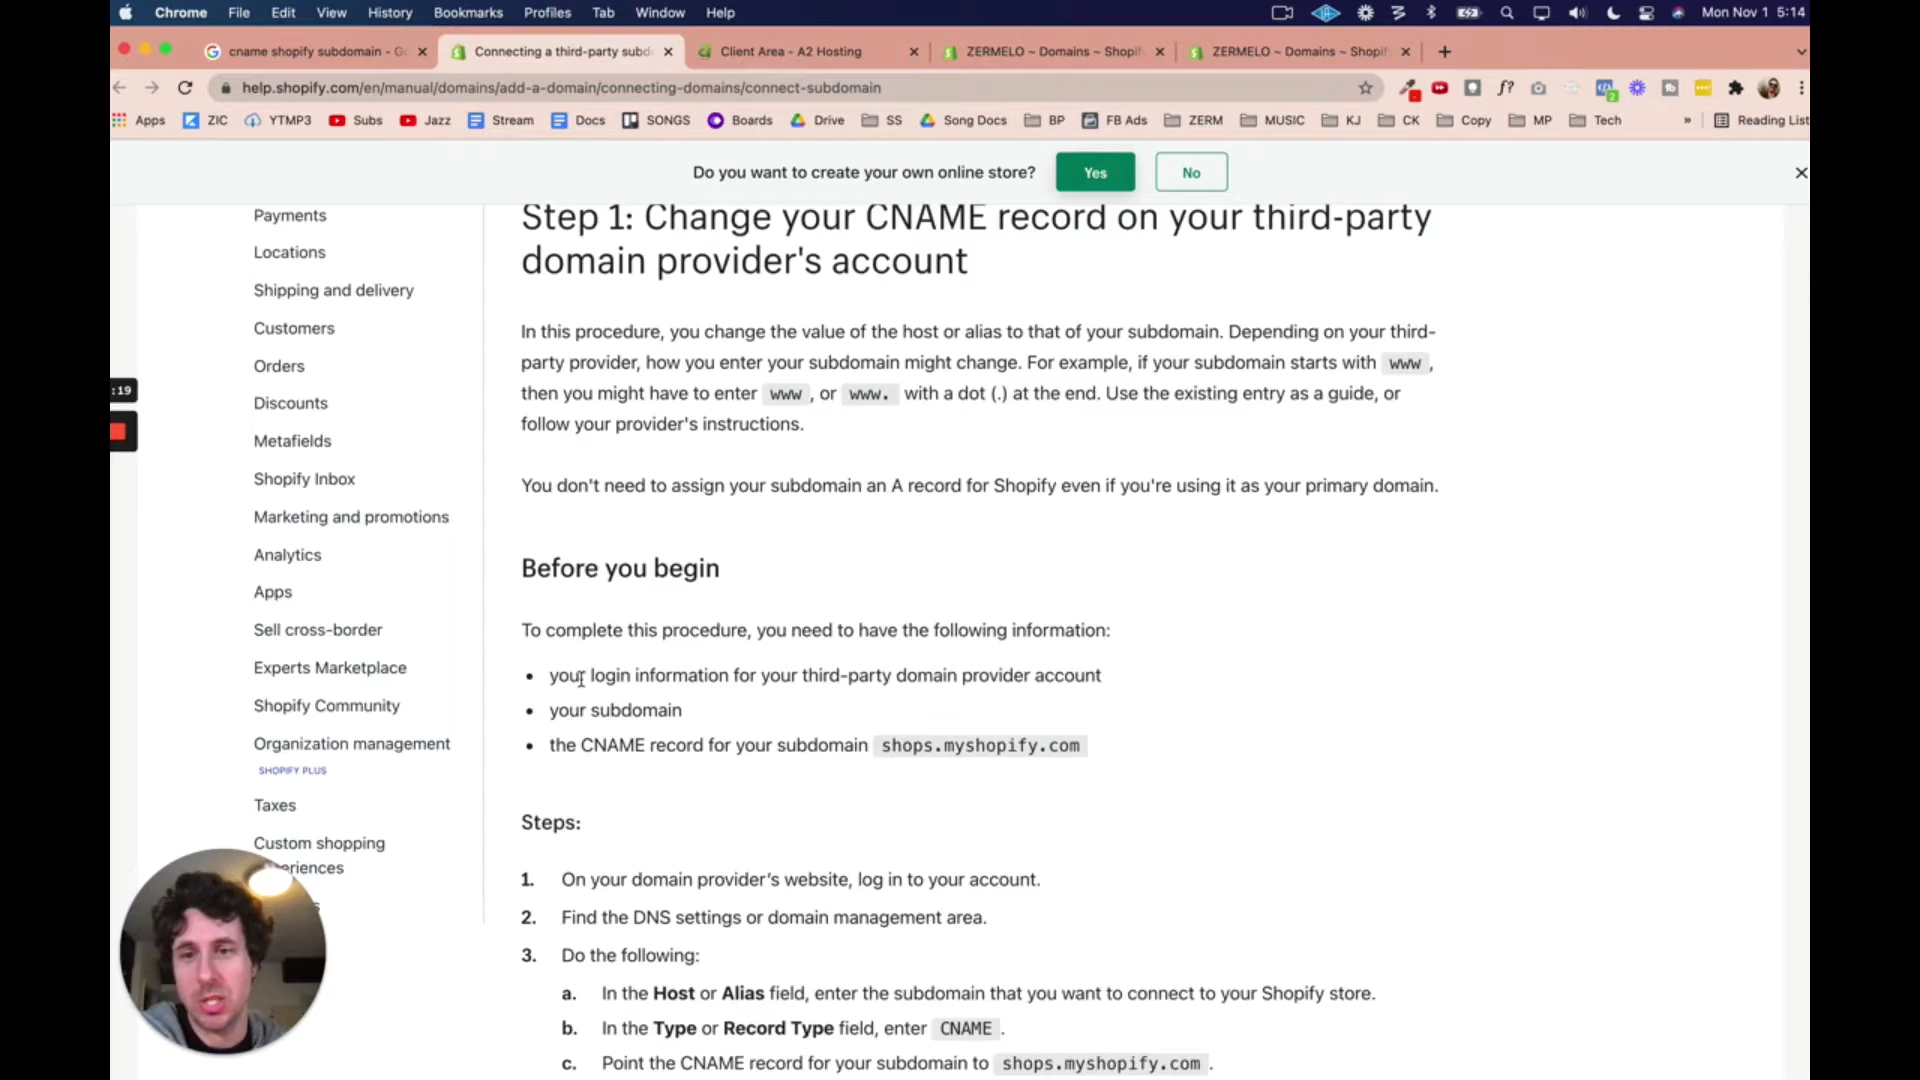 Chrome File Edit View History Bookmarks Profiles Tab Window Help Mon Nov 1 5:14
cname shopify subdomain - G Connecting a third-party subd Client Area - A2 Hosting ZERMELO ~ Domains ~ Shopif ZERMELO ~ Domains ~ Shopif
help.shopify.com/en/manual/domains/add-a-domain/connecting-domains/connect-subdomain
Apps ZIC YTMP3 Subs Jazz Stream Docs SONGS Boards Drive SS Song Docs BP FB Ads ZERM MUSIC KJ CK Copy MP Tech » Reading List
Do you want to create your own online store? Yes No
Payments
Locations
Shipping and delivery
Customers
Orders
Discounts
Metafields
Shopify Inbox
Marketing and promotions
Analytics
Apps
Sell cross-border
Experts Marketplace
Shopify Community
Organization management
SHOPIFY PLUS
Taxes
Custom shopping
eriences
:19
Step 1: Change your CNAME record on your third-party
domain provider's account
In this procedure, you change the value of the host or alias to that of your subdomain. Depending on your third-
party provider, how you enter your subdomain might change. For example, if your subdomain starts with www ,
then you might have to enter www , or www. with a dot (.) at the end. Use the existing entry as a guide, or
follow your provider's instructions.
You don't need to assign your subdomain an A record for Shopify even if you're using it as your primary domain.
Before you begin
To complete this procedure, you need to have the following information:
• your login information for your third-party domain provider account
• your subdomain
• the CNAME record for your subdomain shops.myshopify.com
Steps:
1. On your domain provider’s website, log in to your account.
2. Find the DNS settings or domain management area.
3. Do the following:
a. In the Host or Alias field, enter the subdomain that you want to connect to your Shopify store.
b. In the Type or Record Type field, enter CNAME .
c. Point the CNAME record for your subdomain to shops.myshopify.com .